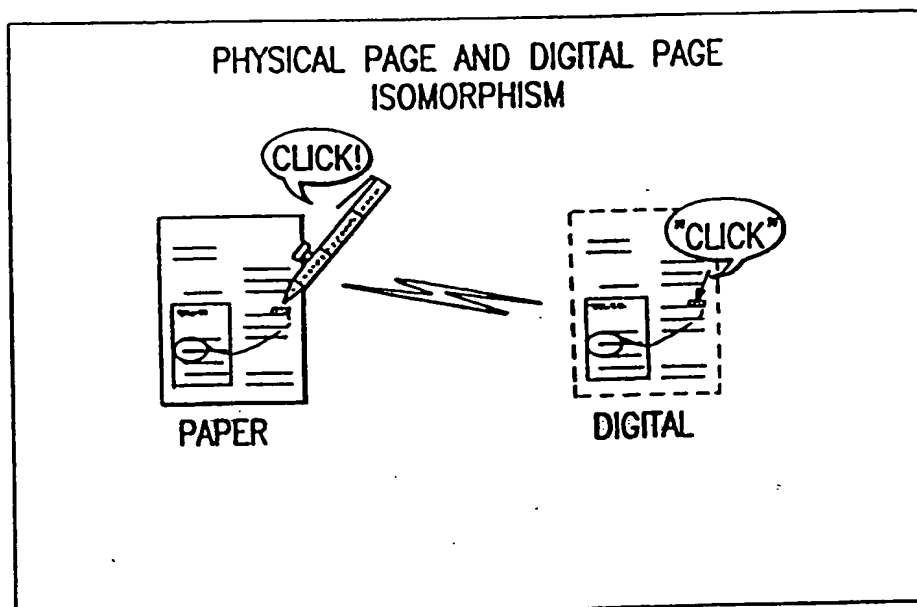 PHYSICAL PAGE AND DIGITAL PAGE
ISOMORPHISM
CLICK!
"CLICK"
PAPER
DIGITAL